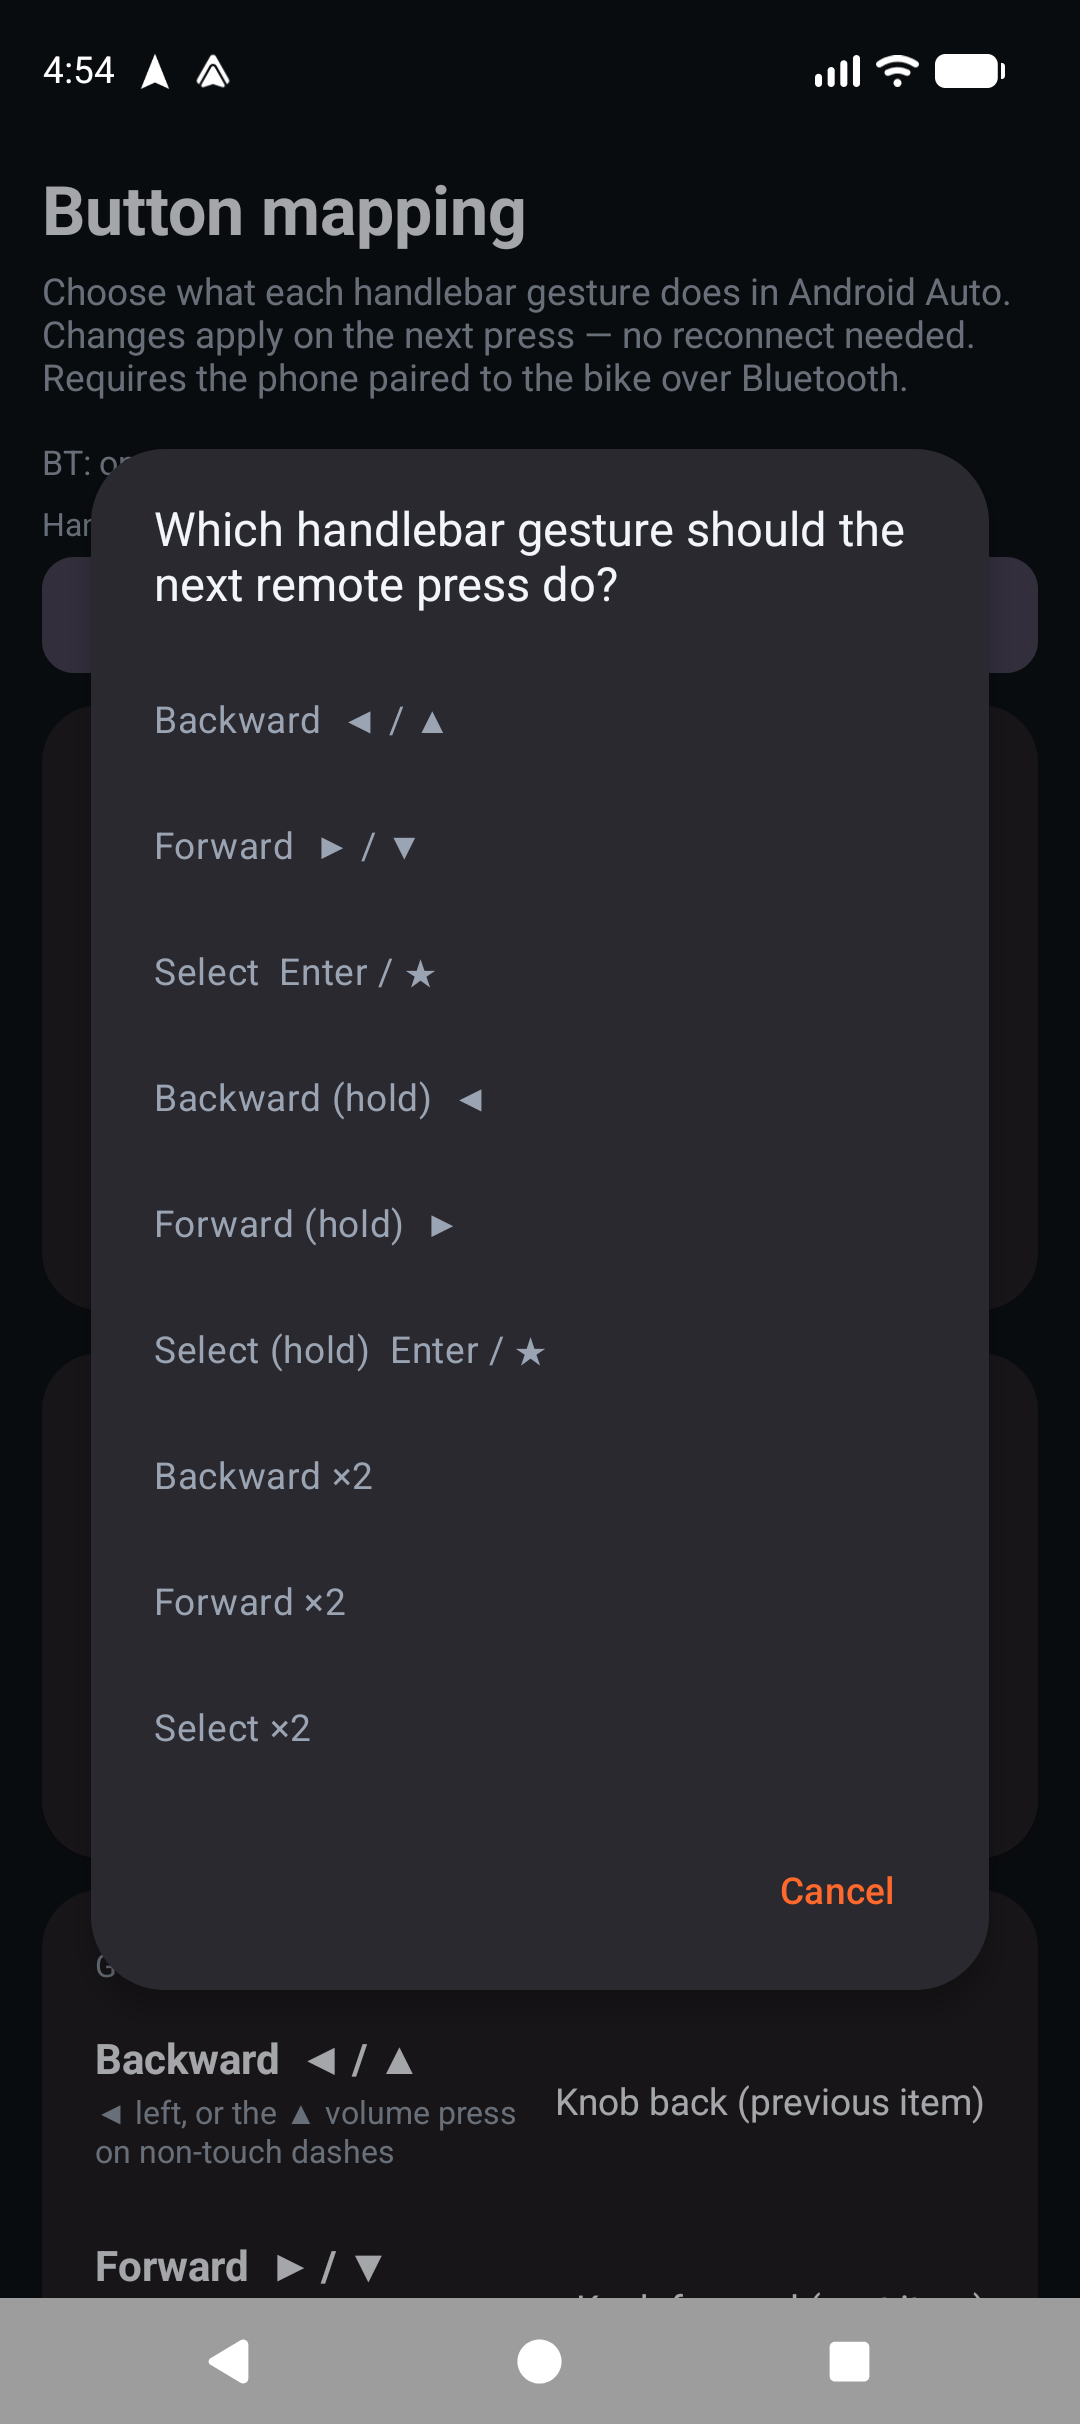 4:54
Button mapping
Choose what each handlebar gesture does in Android Auto.
Changes apply on the next press — no reconnect needed.
Requires the phone paired to the bike over Bluetooth.
BT:
Which handlebar gesture should the
next remote press do?
Backward ◄ / ▲
Forward ► / ▼
Select Enter / ★
Backward (hold) ◄
Forward (hold) ►
Select (hold) Enter / ★
Backward ×2
Forward ×2
Select ×2
Cancel
Backward ◄ / ▲
◄ left, or the ▲ volume press
on non-touch dashes
Knob back (previous item)
Forward ► / ▼